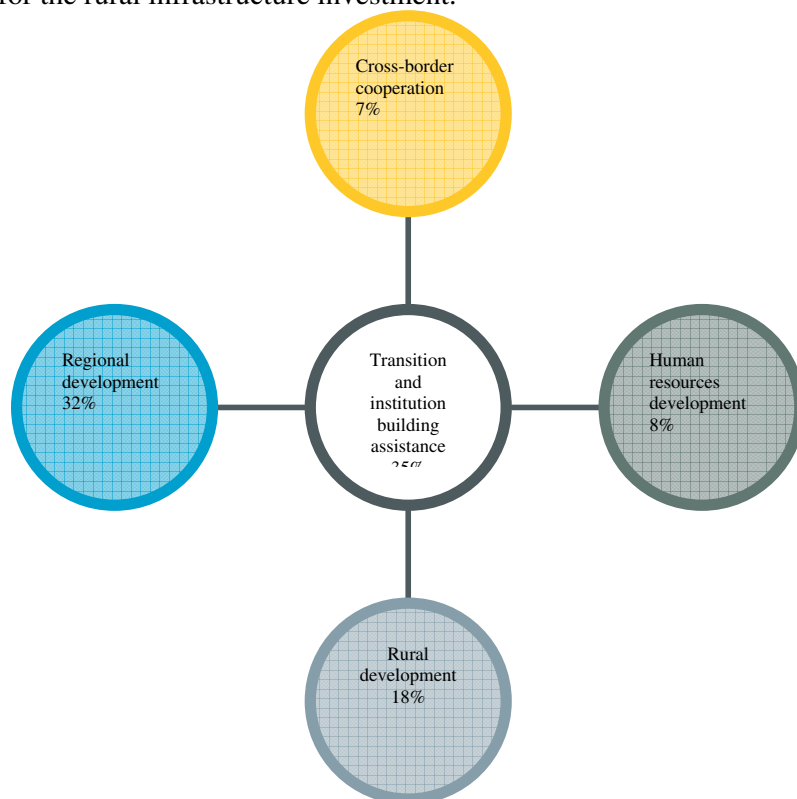 for the rural infrastructure investment.
Cross-border
cooperation
7%
Regional
development
32%
Transition
and
institution
building
assistance
35%
Human
resources
development
8%
Rural
development
18%